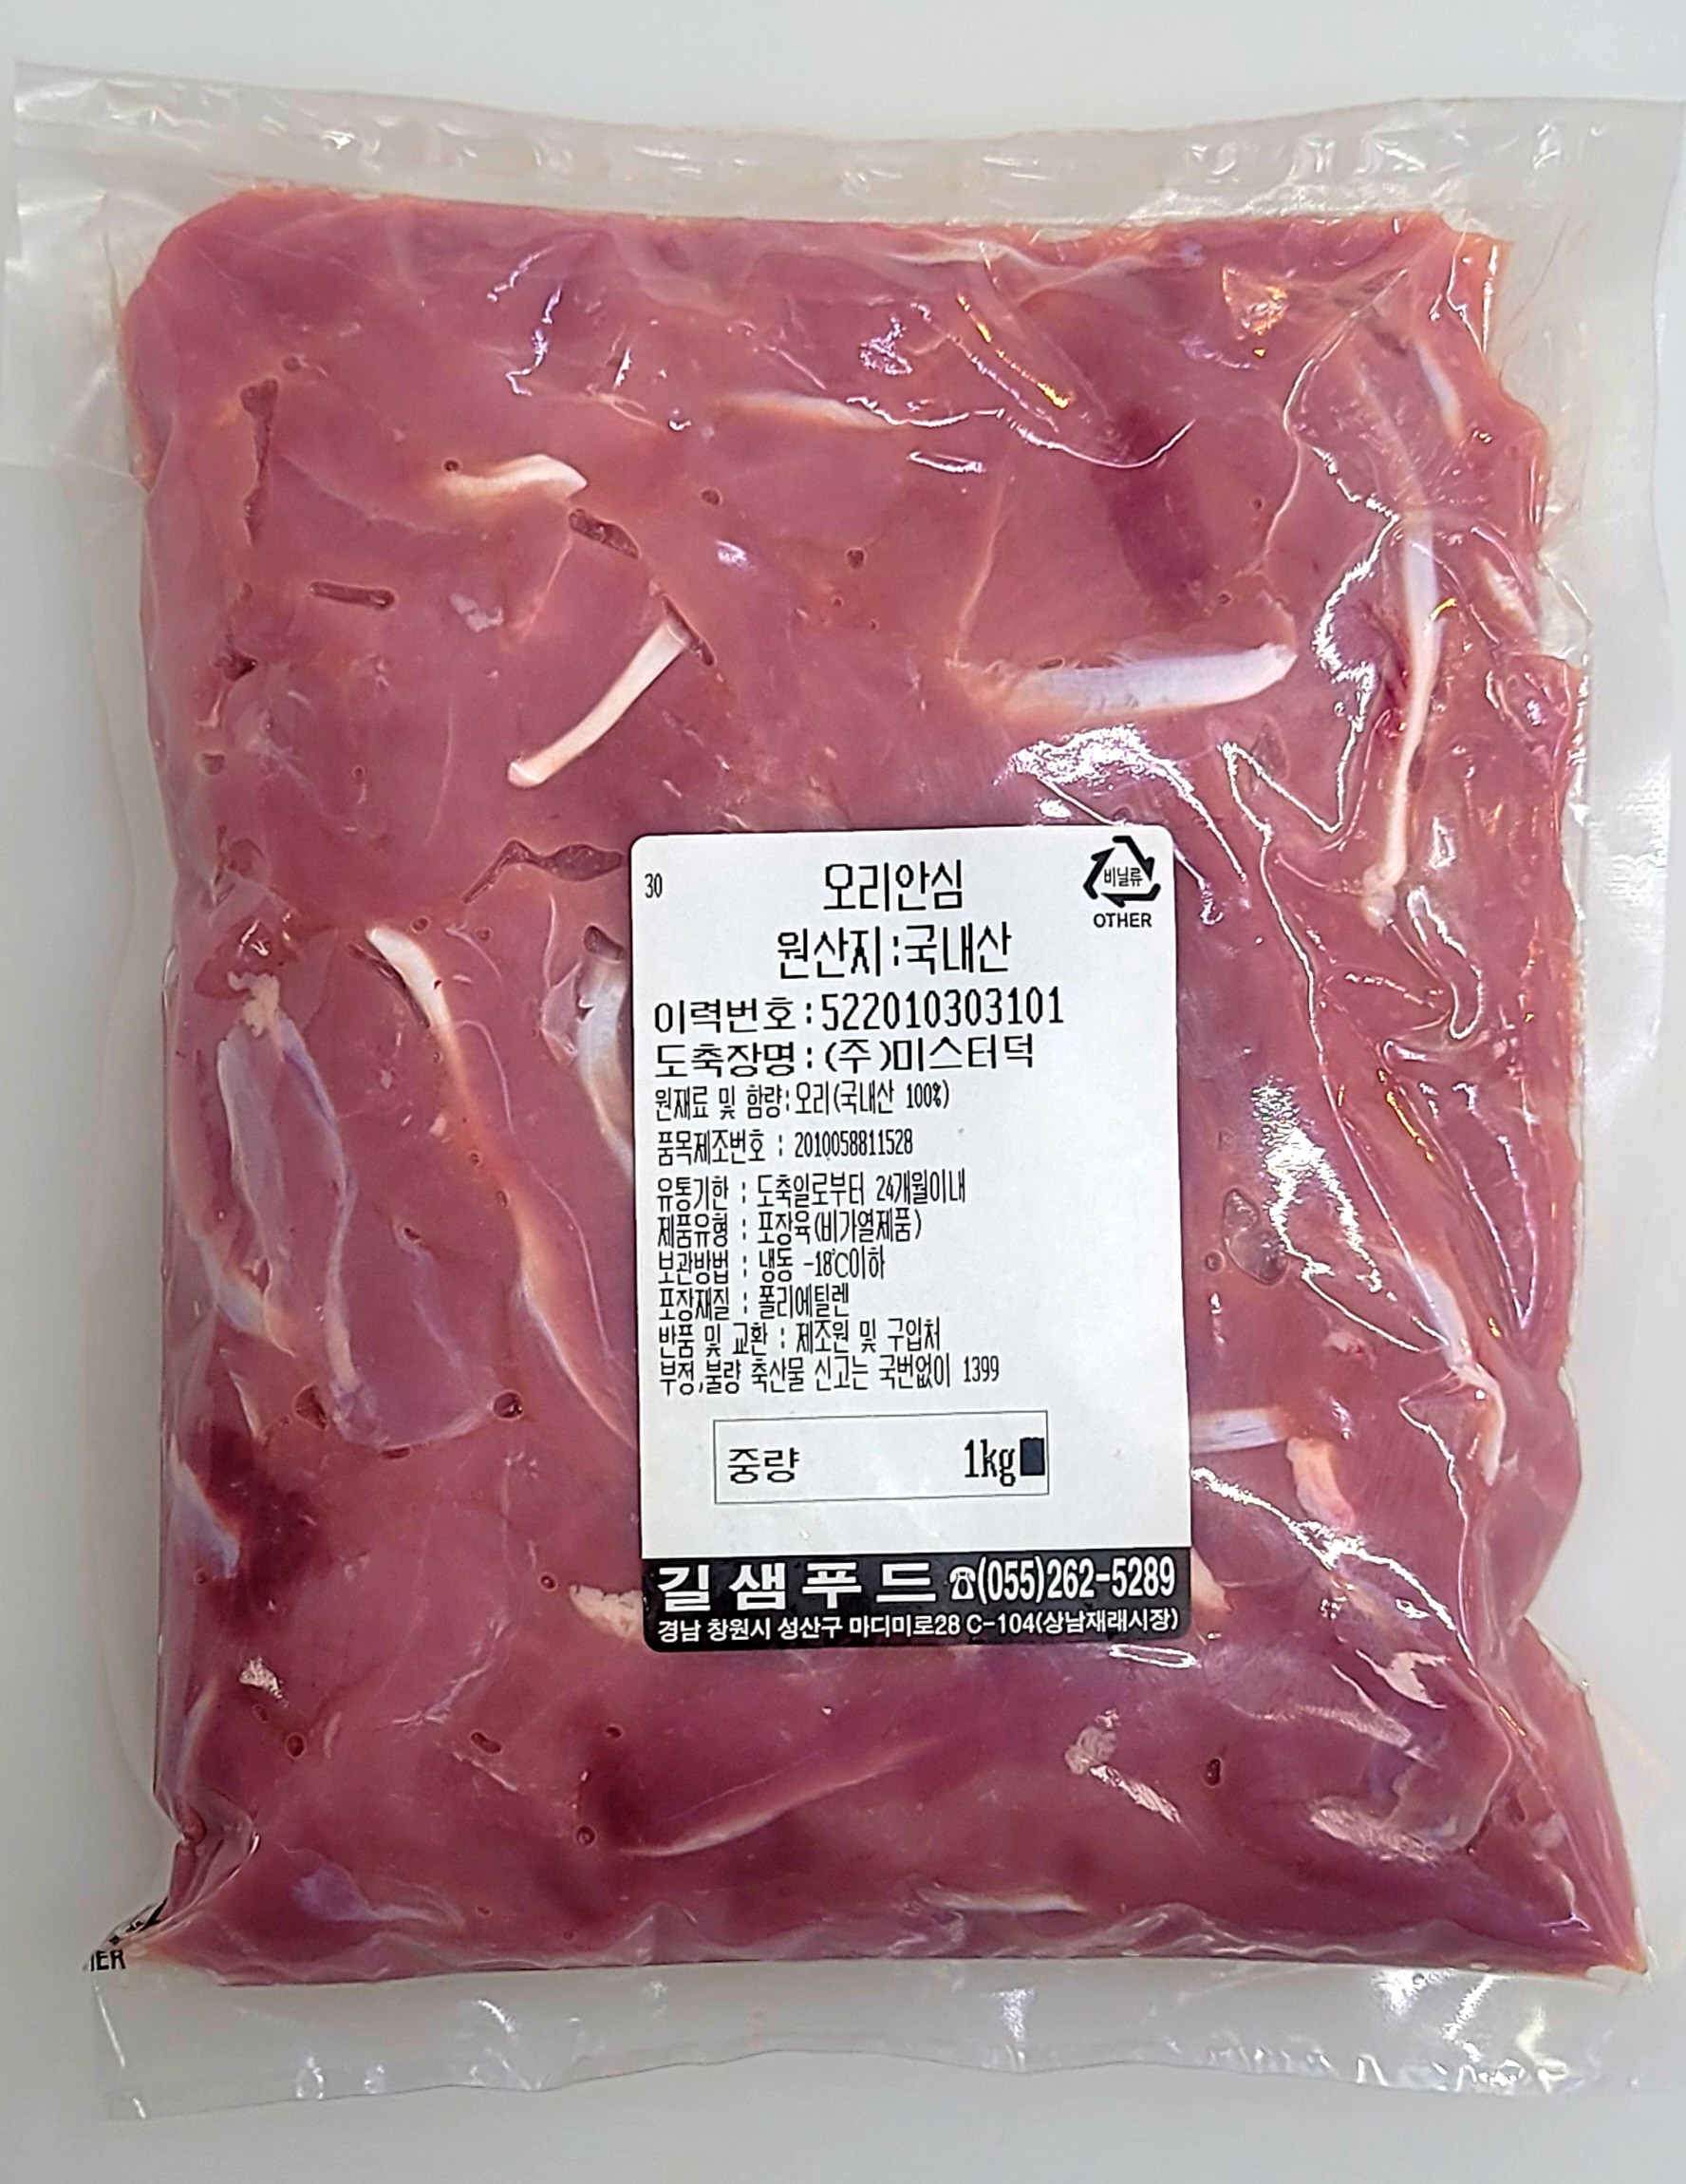 30
오리안심
비닐류
OTHER
원산지:국내산
이력번호:522010303101
도축장명:(주)미스터덕
원재료 및 함량:오리(국내산 100%)
품목제조번호 : 2010058811528
유통기한 : 도축일로부터 24개월이내
제품유형 : 포장육(비가열제품)
보관방법 : 냉동 -18℃이하
포장재질 : 폴리에틸렌
반품 및 교환 : 제조원 및 구입처
부정,불량 축산물 신고는 국번없이 1399
중량 1kg
길샘푸드 ☎(055)262-5289
경남 창원시 성산구 마디미로28 C-104(상남재래시장)